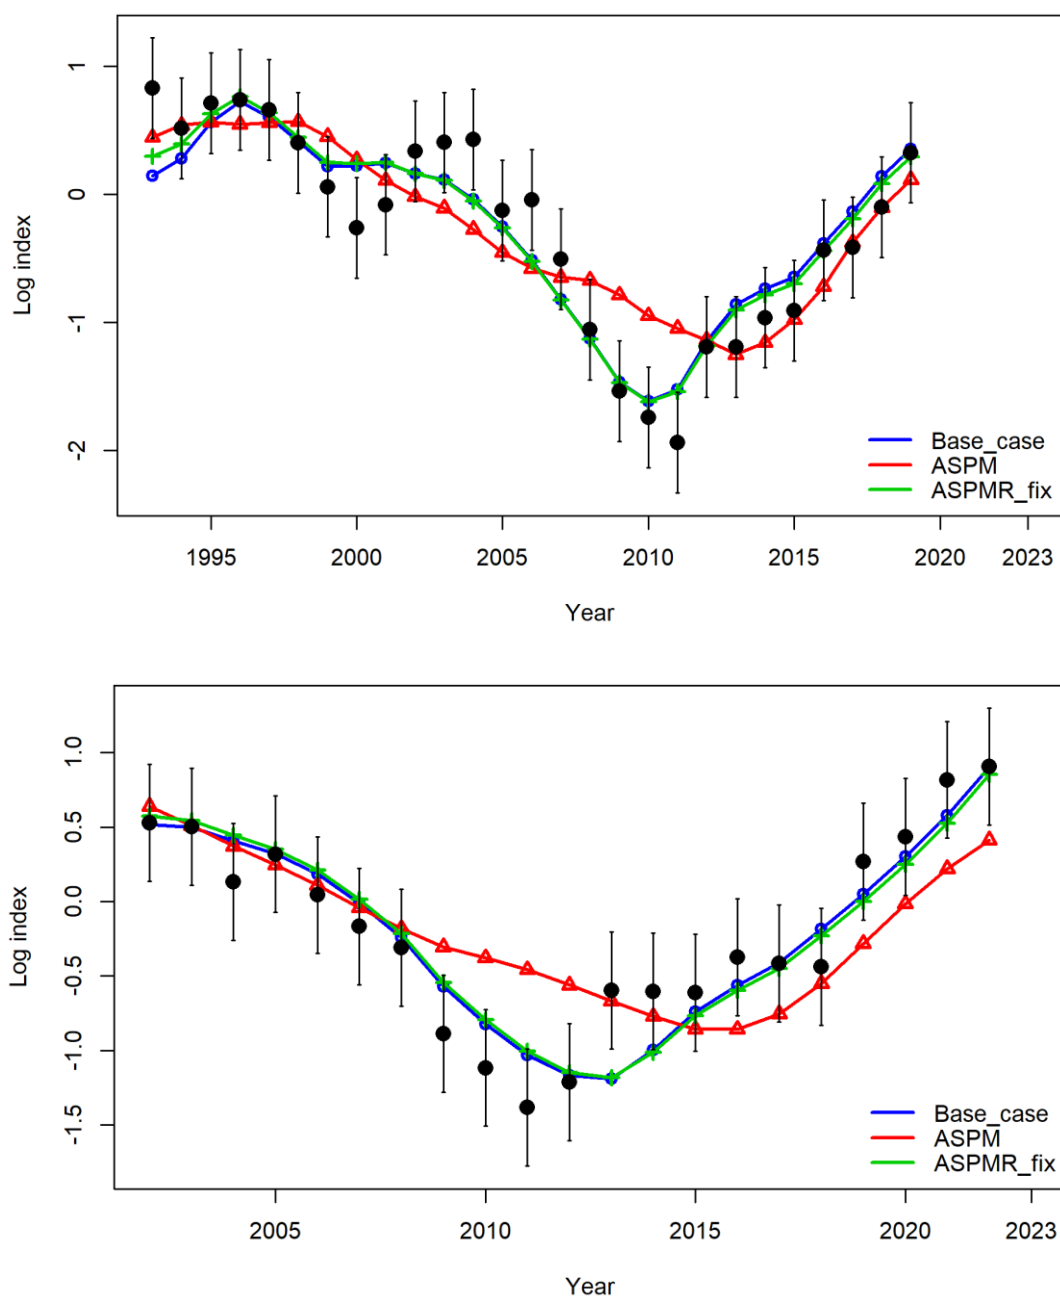 Log index
1
0
-1
-2
Base_case
ASPM
ASPMR_fix
1995 2000 2005 2010 2015 2020 2023
Year
Log index
1.0
0.5
0.0
-0.5
-1.0
-1.5
Base_case
ASPM
ASPMR_fix
2005 2010 2015 2020 2023
Year